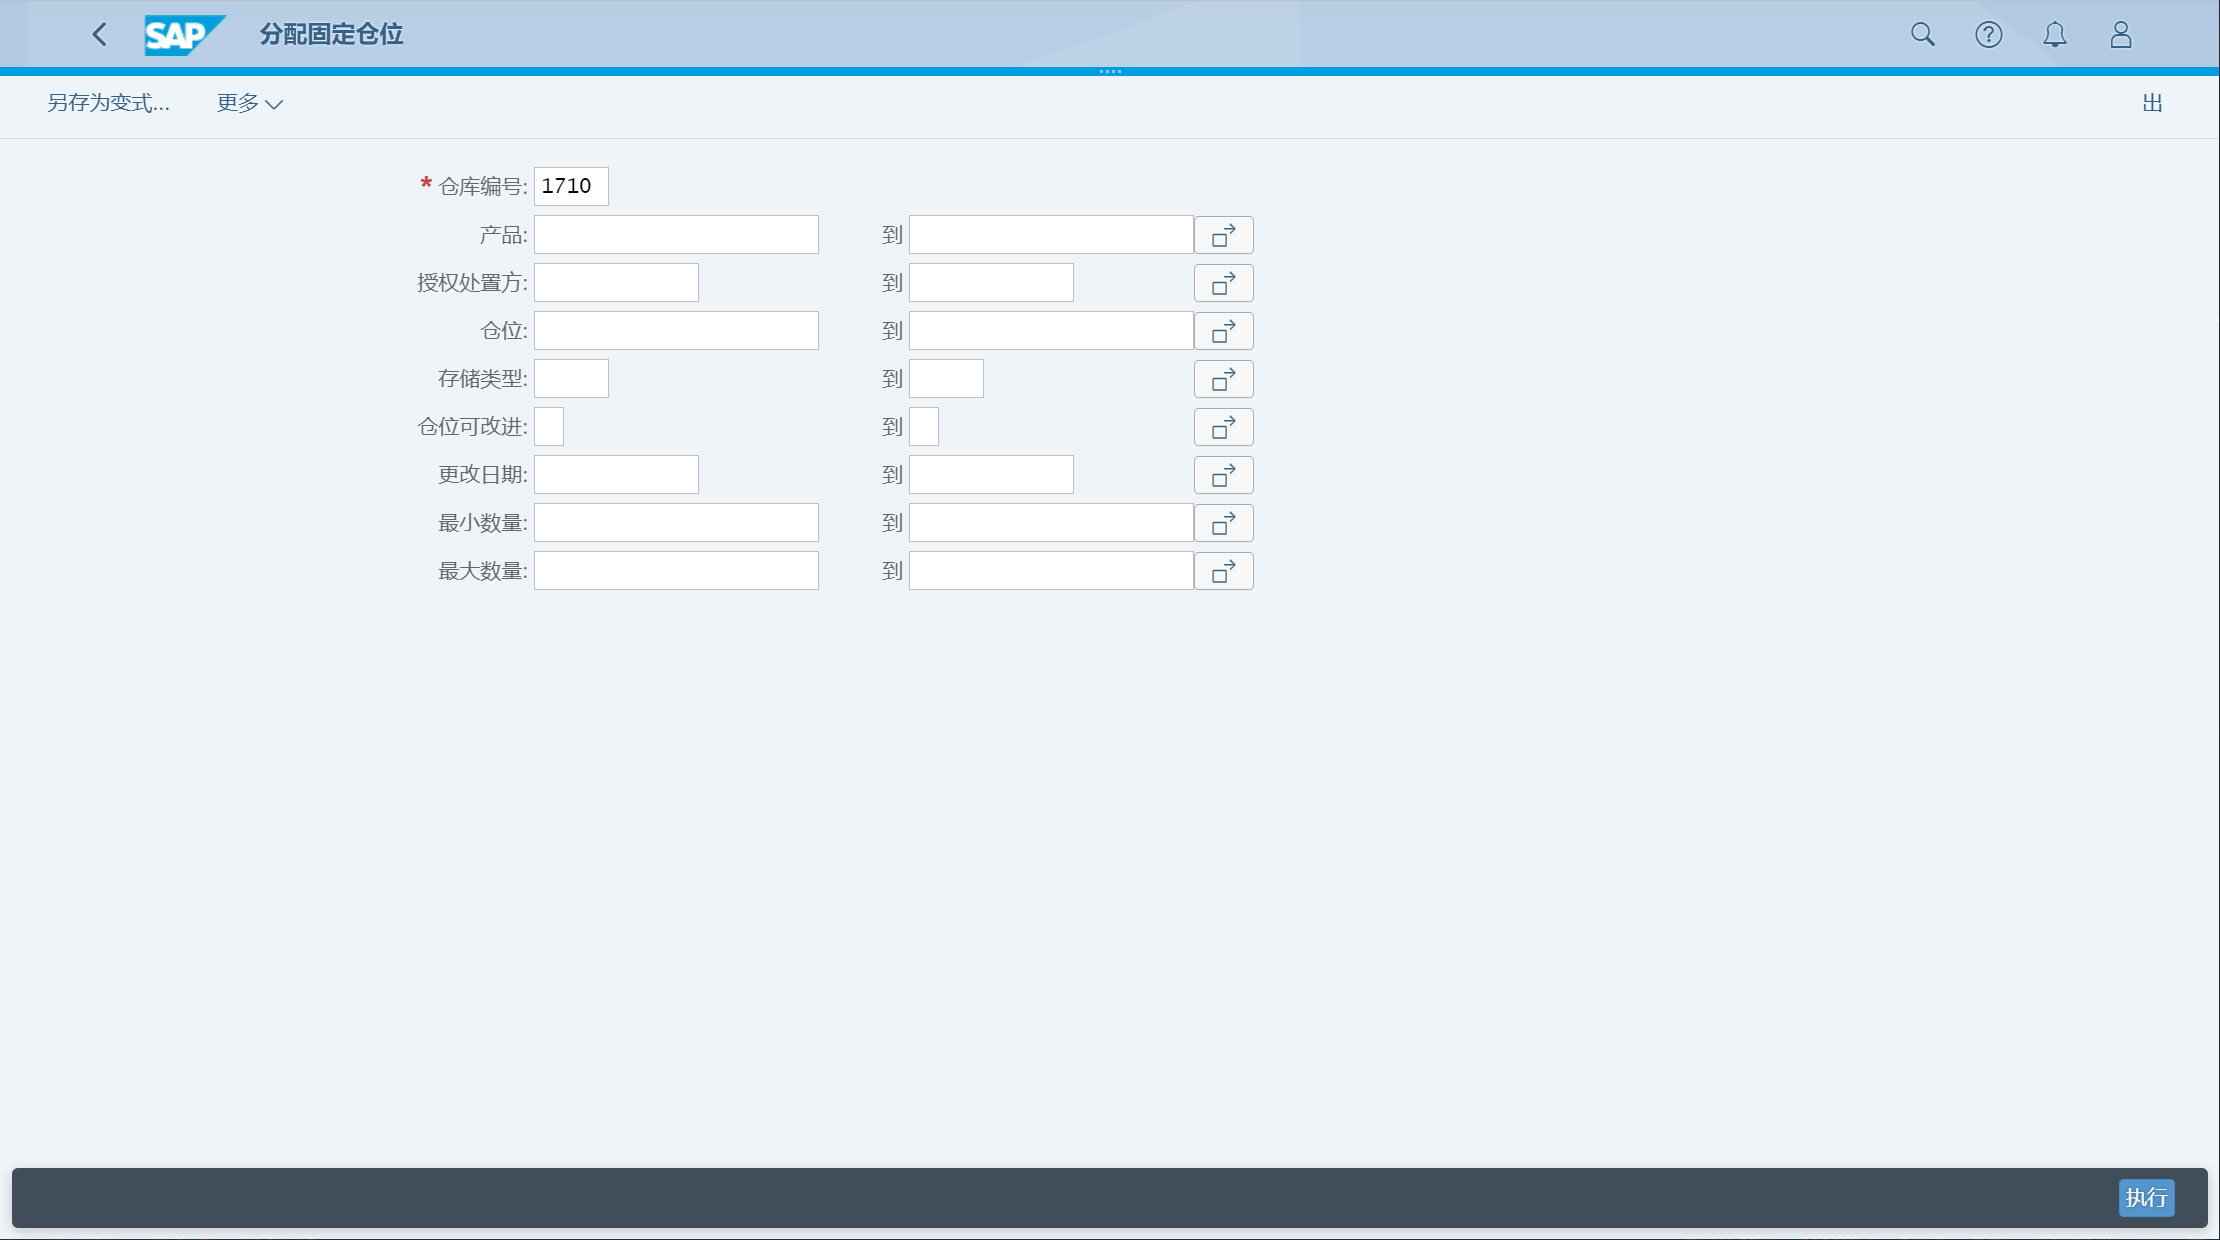 SAP 分配固定仓位
另存为变式... 更多 出
* 仓库编号: 1710
产品: 到
授权处置方: 到
仓位: 到
存储类型: 到
仓位可改进: 到
更改日期: 到
最小数量: 到
最大数量: 到
执行